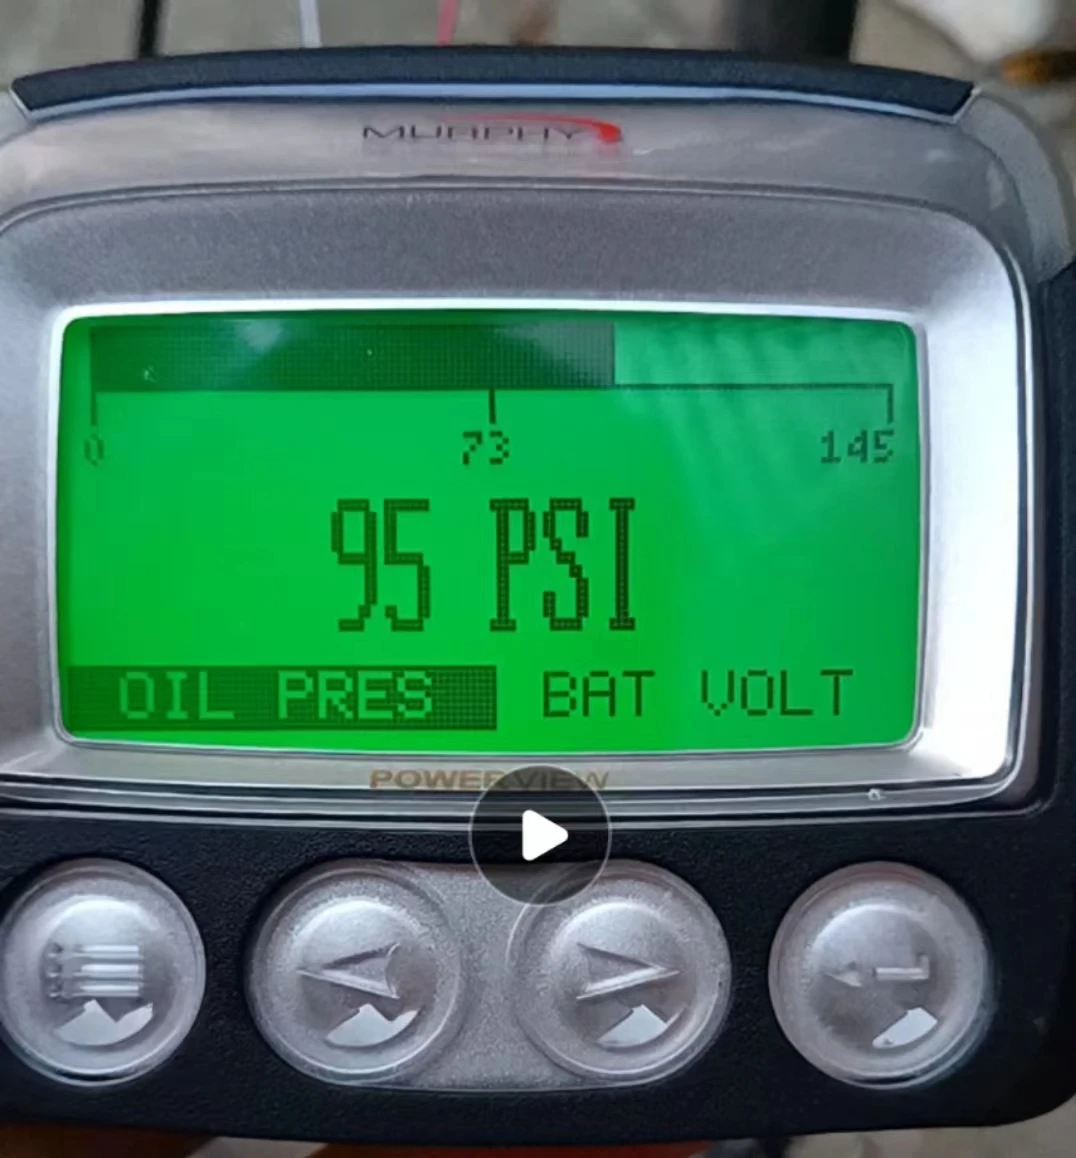 MURPHY
0 73 145
95 PSI
OIL PRES BAT VOLT
POWERVIEW